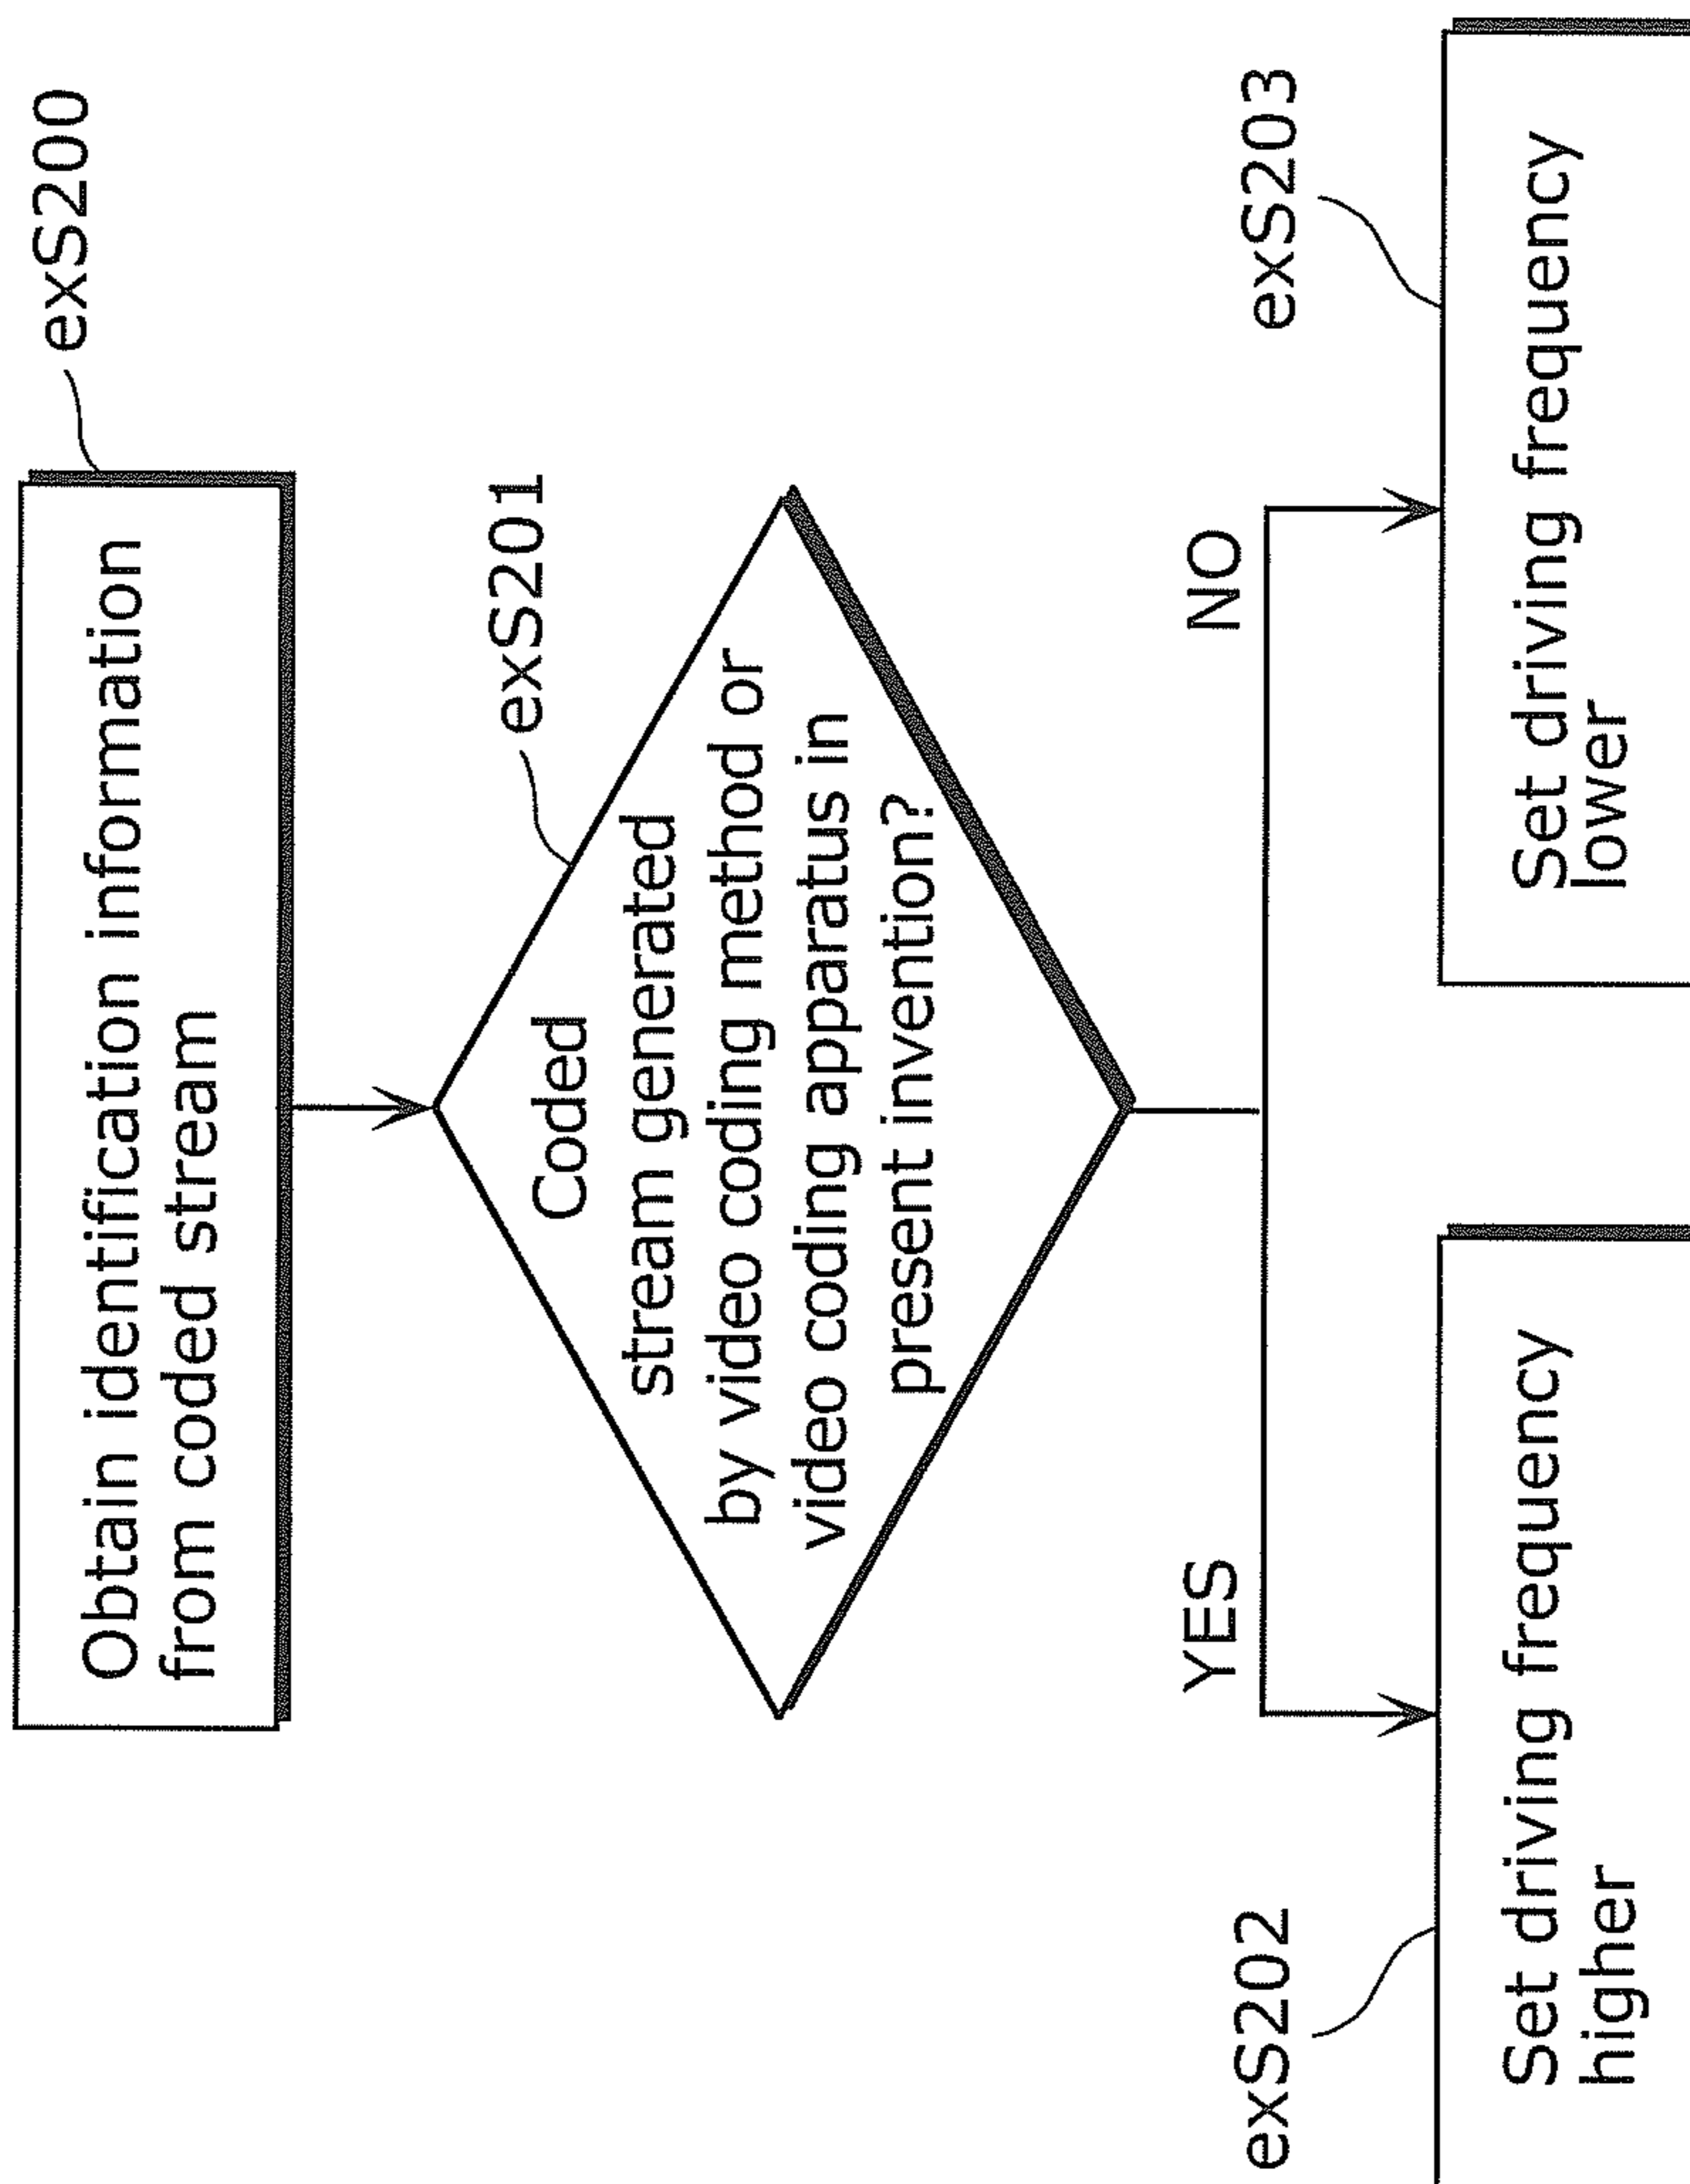 exS200
Obtain identification information
from coded stream
exS201
Coded
stream generated
by video coding method or
video coding apparatus in
present invention?
YES
NO
exS202
exS203
Set driving frequency
higher
Set driving frequency
lower